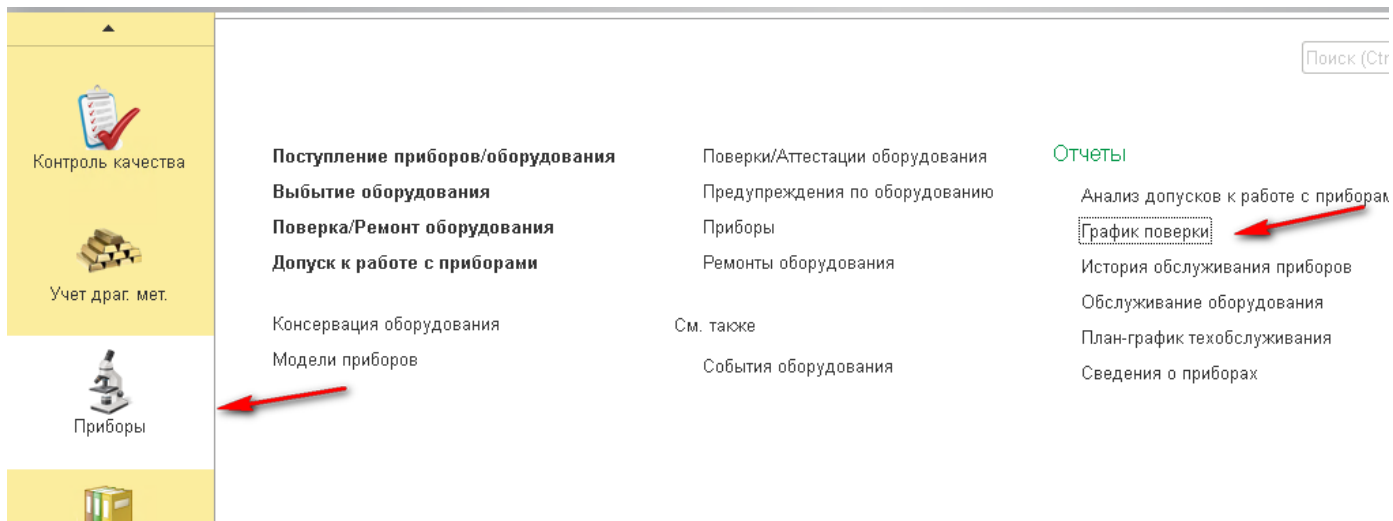 Поиск (Ctr
Контроль качества
Учет драг. мет.
Приборы
Поступление приборов/оборудования
Выбытие оборудования
Поверка/Ремонт оборудования
Допуск к работе с приборами
Консервация оборудования
Модели приборов
Поверки/Аттестации оборудования
Предупреждения по оборудованию
Приборы
Ремонты оборудования
См. также
События оборудования
Отчеты
Анализ допусков к работе с приборам
График поверки
История обслуживания приборов
Обслуживание оборудования
План-график техобслуживания
Сведения о приборах